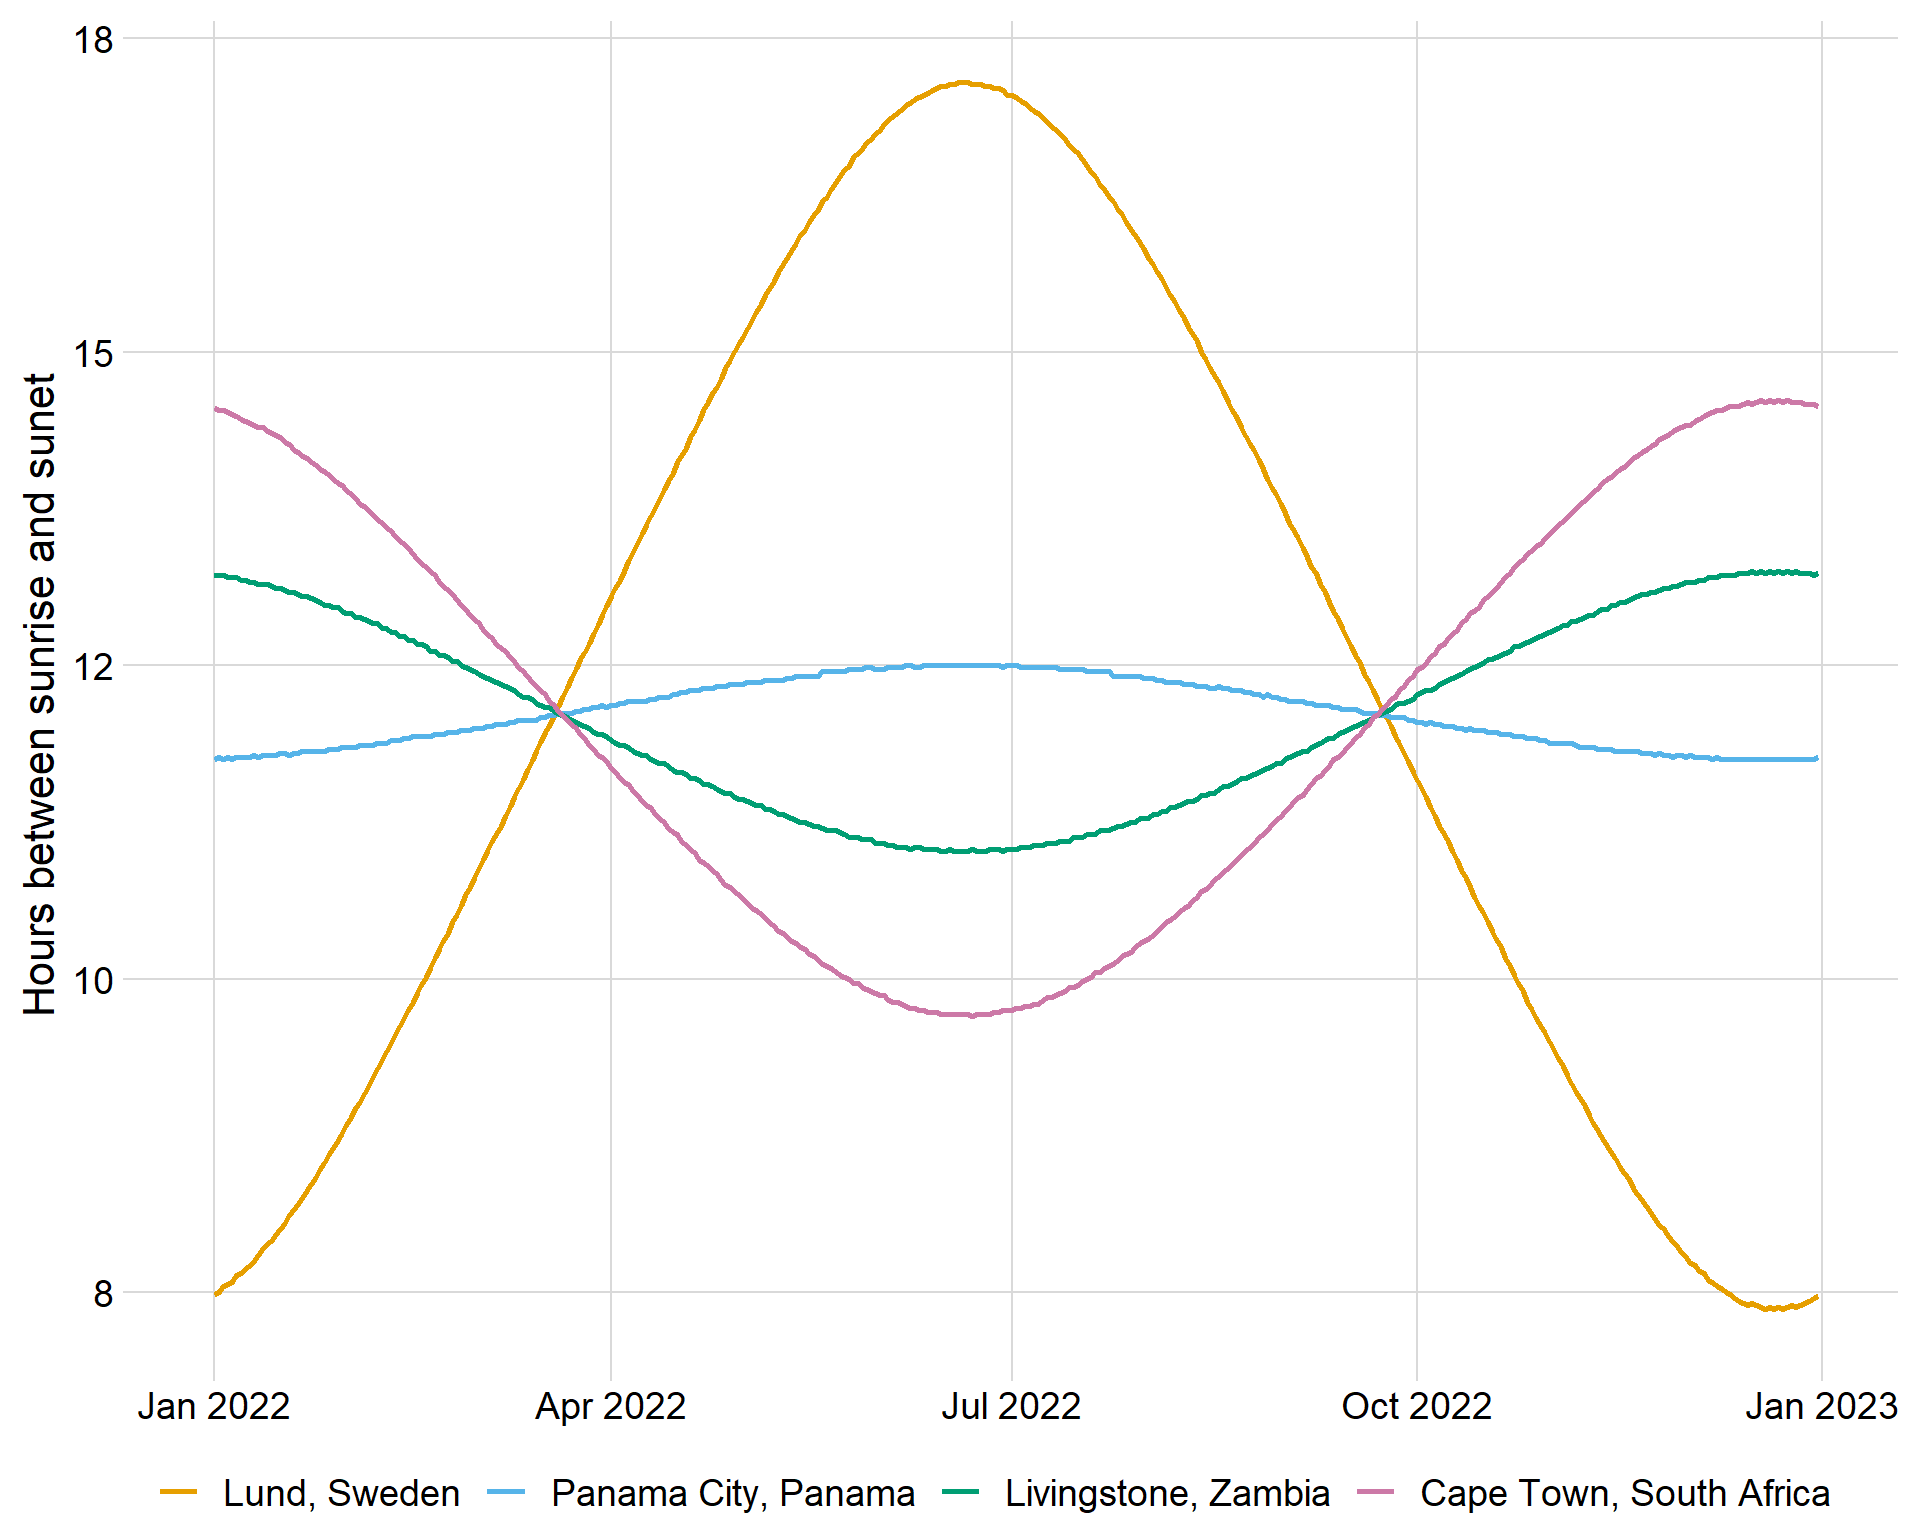 18
15
12
10
8
Hours between sunrise and sunet
Jan 2022 Apr 2022 Jul 2022 Oct 2022 Jan 2023
Lund, Sweden Panama City, Panama Livingstone, Zambia Cape Town, South Africa